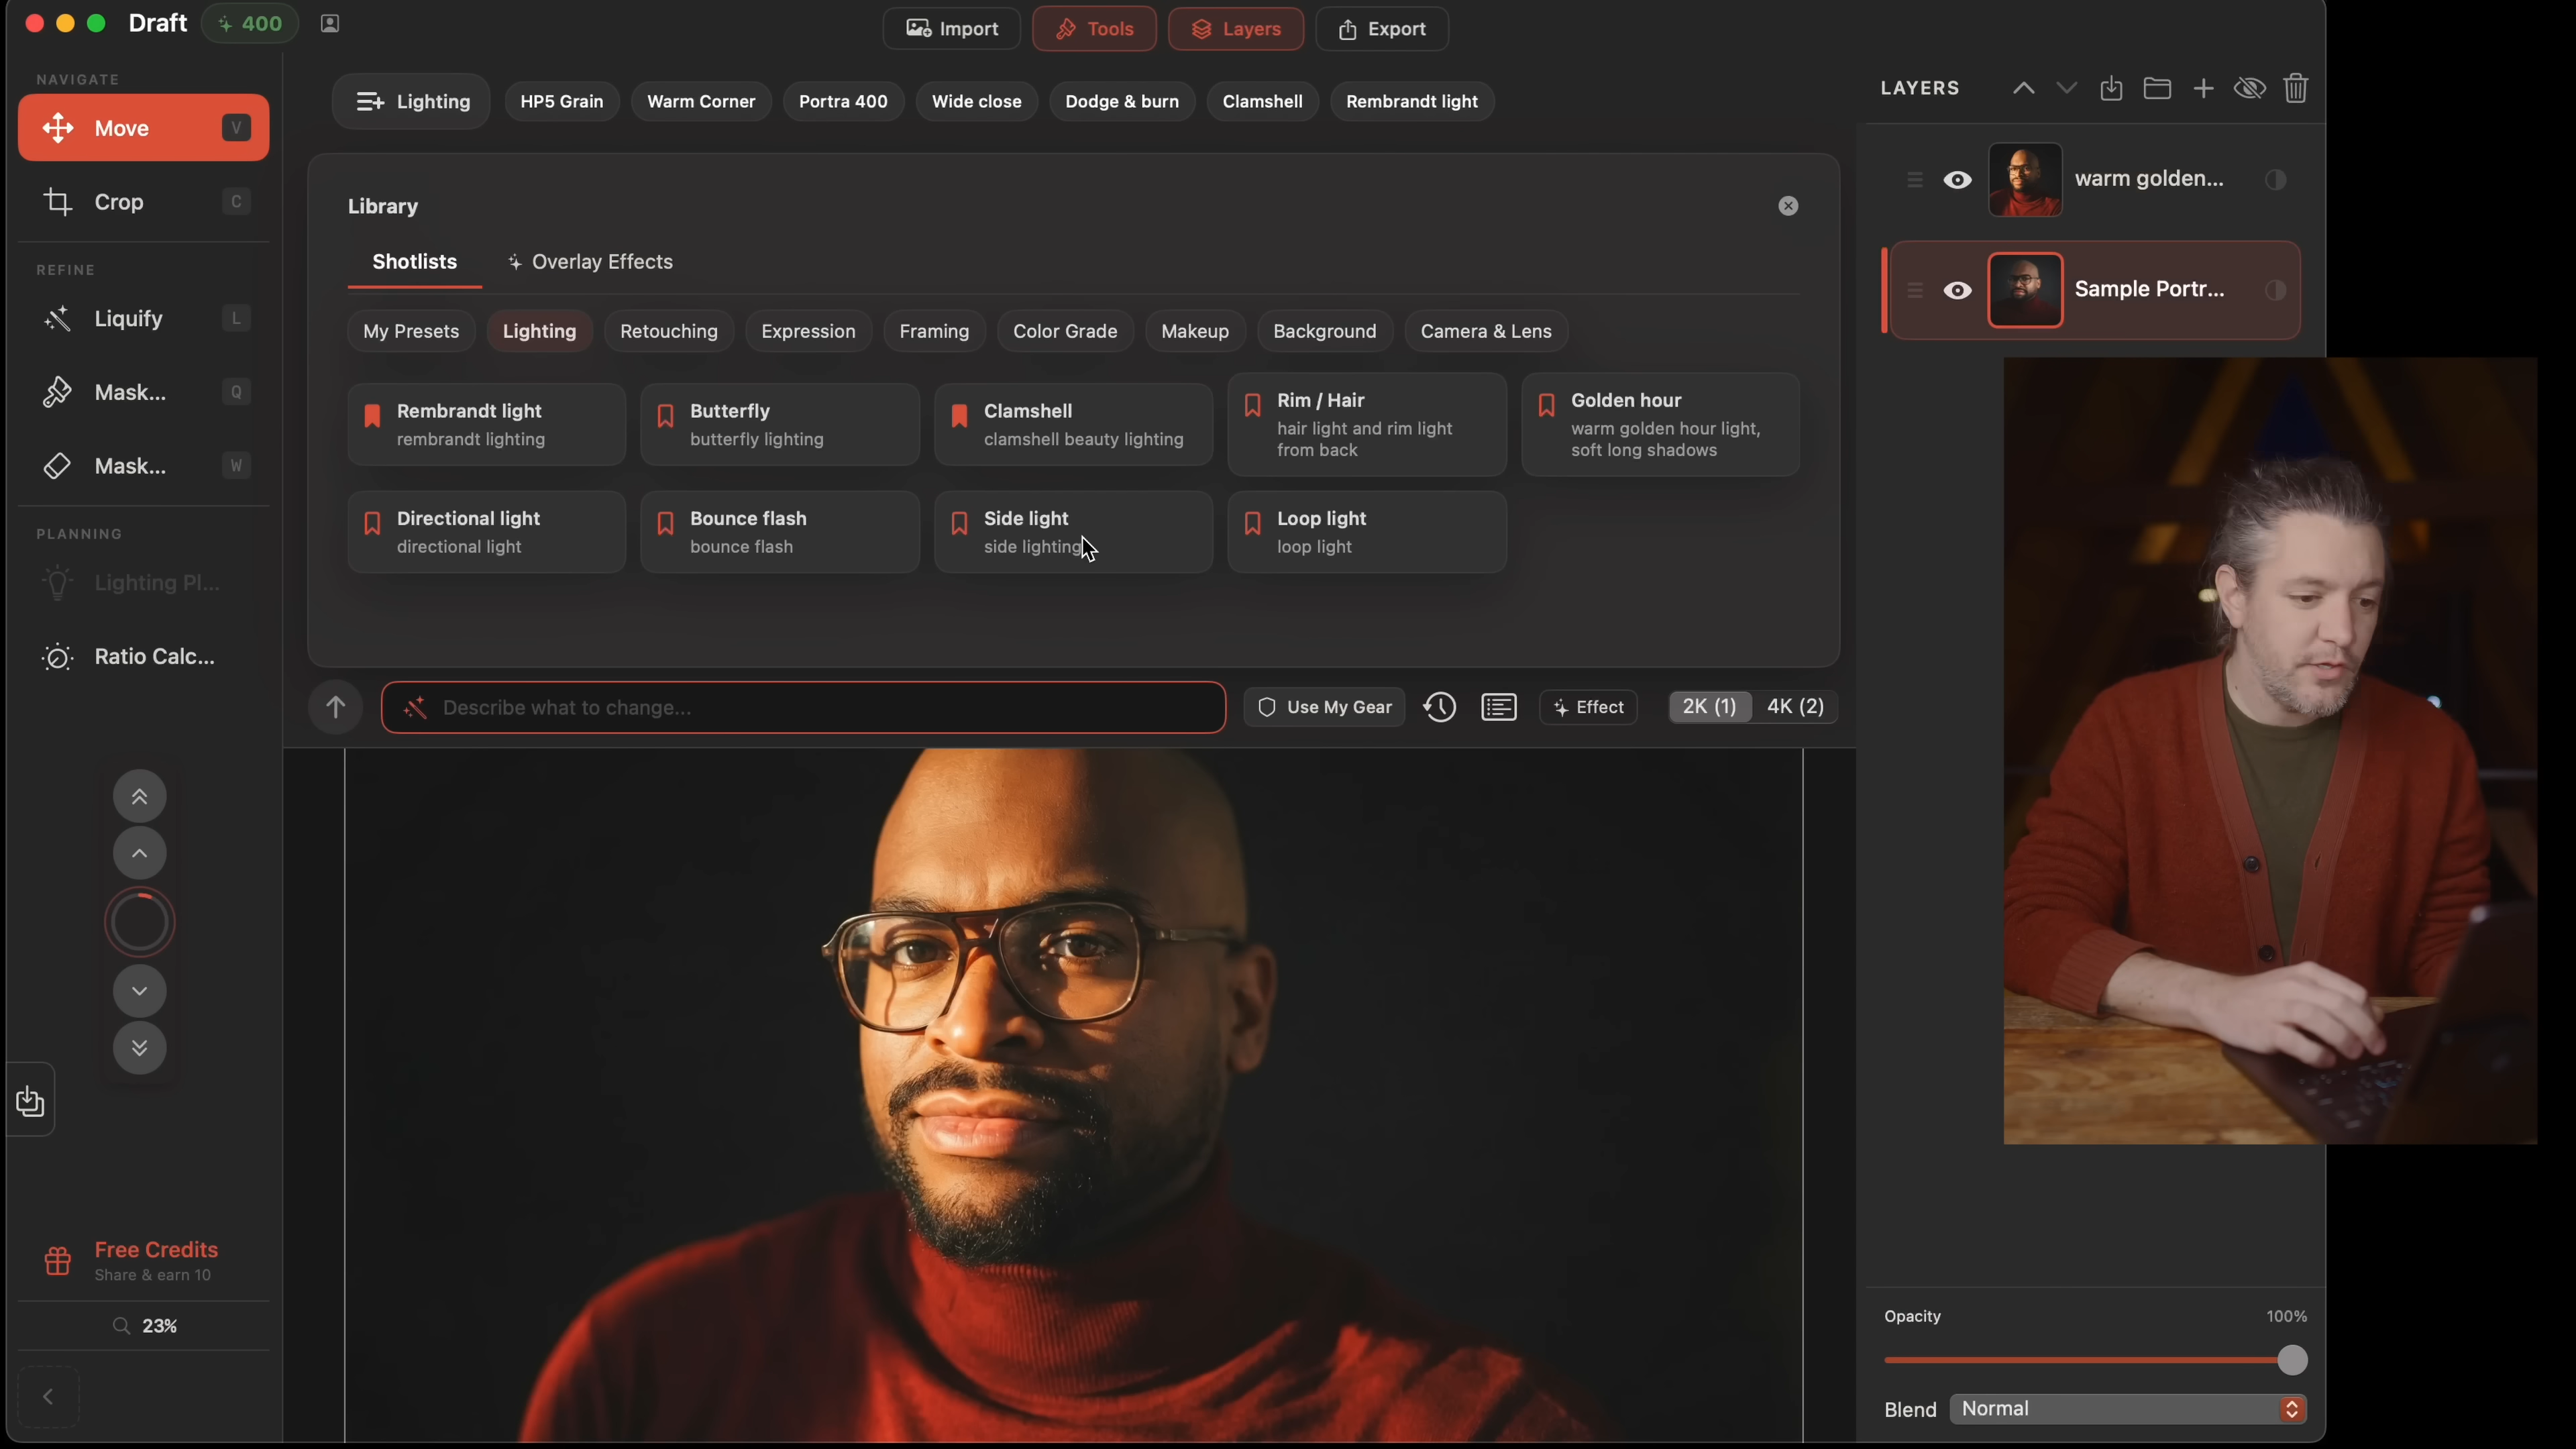 Draft
400
Import
Tools
Layers
Export
NAVIGATE
Move V
Crop C
REFINE
Liquify L
Mask... Q
Mask... W
PLANNING
Lighting Pl...
Ratio Calc...
Free Credits
Share & earn 10
23%
Lighting
HP5 Grain
Warm Corner
Portra 400
Wide close
Dodge & burn
Clamshell
Rembrandt light
Library
Shotlists
Overlay Effects
My Presets
Lighting
Retouching
Expression
Framing
Color Grade
Makeup
Background
Camera & Lens
Rembrandt light
rembrandt lighting
Butterfly
butterfly lighting
Clamshell
clamshell beauty lighting
Rim / Hair
hair light and rim light
from back
Golden hour
warm golden hour light,
soft long shadows
Directional light
directional light
Bounce flash
bounce flash
Side light
side lighting
Loop light
loop light
Describe what to change...
Use My Gear
Effect
2K (1)
4K (2)
LAYERS
warm golden...
Sample Portr...
Opacity
100%
Blend
Normal